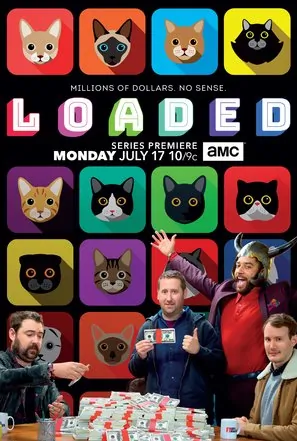 MILLIONS OF DOLLARS. NO SENSE.
LOADED
SERIES PREMIERE
MONDAY JULY 17 10/9c amc